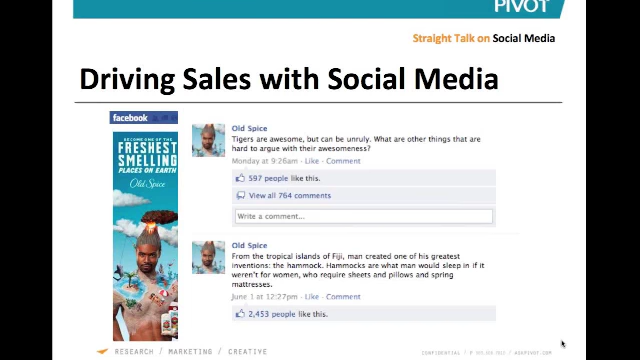 PIVOT
Straight Talk on Social Media
Driving Sales with Social Media
facebook
BECOME ONE OF THE
FRESHEST
SMELLING
PLACES ON EARTH
Old Spice
Old Spice
Tigers are awesome, but can be unruly. What are other things that are
hard to argue with their awesomeness?
Monday at 9:26am · Like · Comment
597 people like this.
View all 764 comments
Write a comment...
Old Spice
From the tropical islands of Fiji, man created one of his greatest
inventions: the hammock. Hammocks are what man would sleep in if it
weren't for women, who require sheets and pillows and spring
mattresses.
June 1 at 12:27pm · Like · Comment
2,453 people like this.
RESEARCH / MARKETING / CREATIVE
CONFIDENTIAL